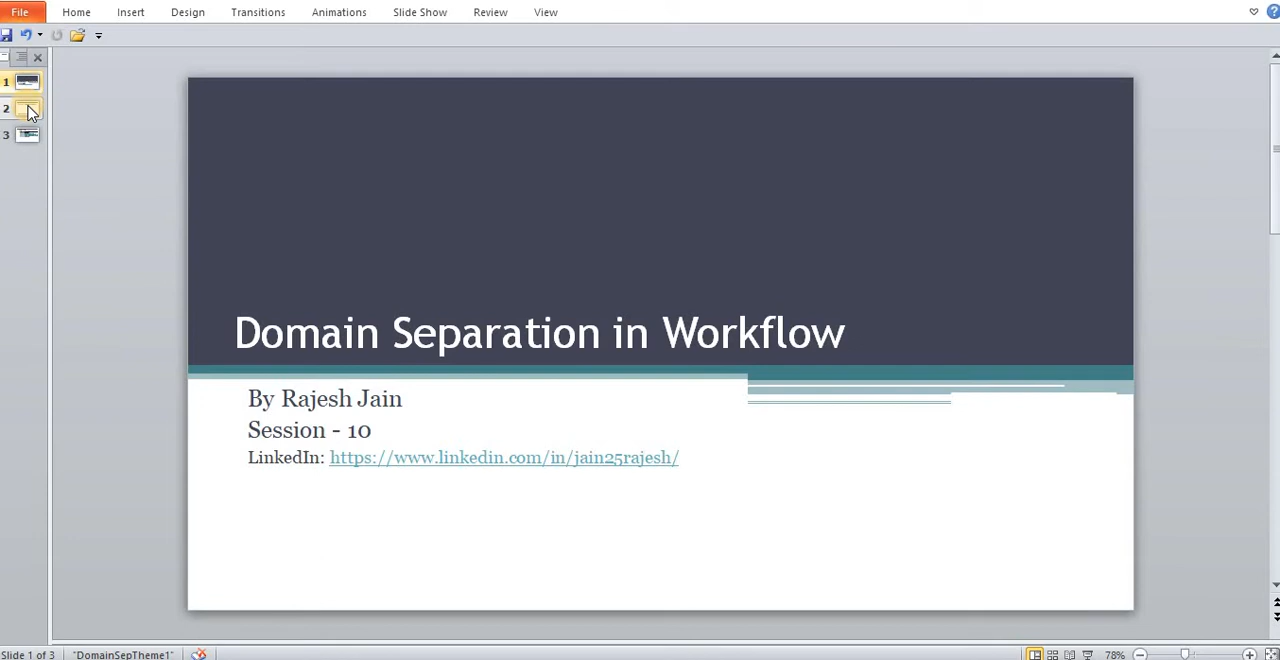 File Home Insert Design Transitions Animations Slide Show Review View
1
2
3
Domain Separation in Workflow
By Rajesh Jain
Session - 10
LinkedIn: https://www.linkedin.com/in/jain25rajesh/
Slide 1 of 3 "DomainSepTheme1" 78%